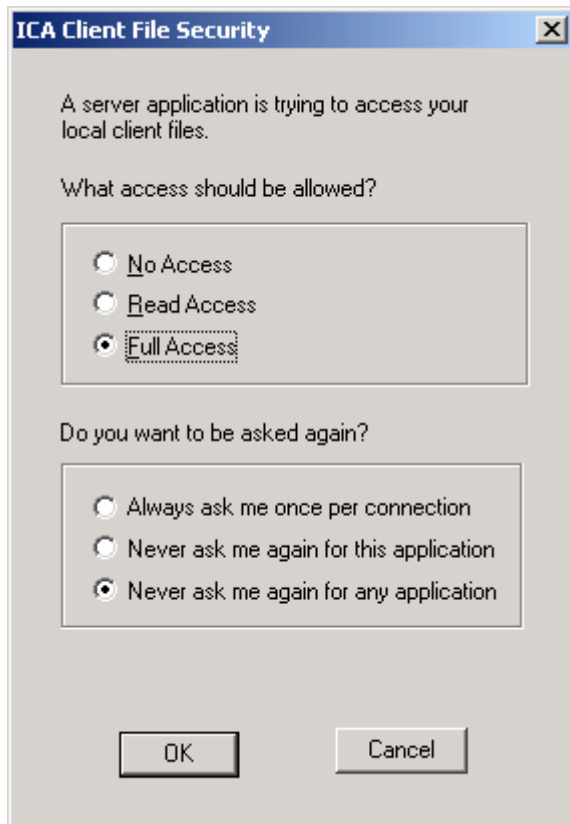 ICA Client File Security
A server application is trying to access your
local client files.
What access should be allowed?
No Access
Read Access
Full Access
Do you want to be asked again?
Always ask me once per connection
Never ask me again for this application
Never ask me again for any application
OK
Cancel